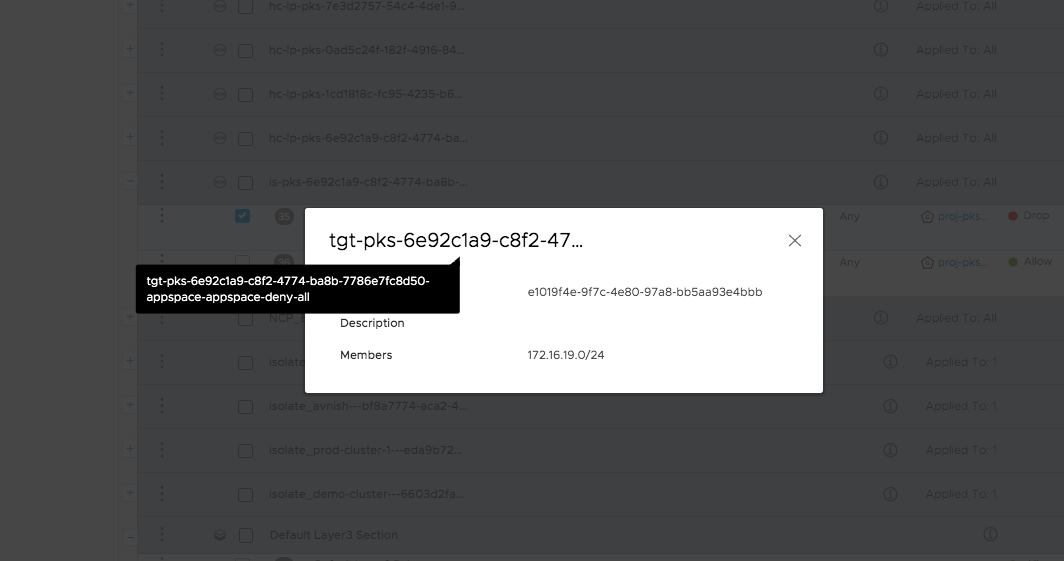 hc-lp-pks-7e3d2757-54c4-4de1-9...
Applied To: All
hc-lp-pks-0ad5c24f-182f-4916-84...
Applied To: All
hc-lp-pks-1cd1818c-fc95-4235-b6...
Applied To: All
hc-lp-pks-6e92c1a9-c8f2-4774-ba...
Applied To: All
is-pks-6e92c1a9-c8f2-4774-ba8b-...
Applied To: All
35
Any
proj-pks...
Drop
tgt-pks-6e92c1a9-c8f2-47...
Any
proj-pks...
Allow
tgt-pks-6e92c1a9-c8f2-4774-ba8b-7786e7fc8d50-
appspace-appspace-deny-all
e1019f4e-9f7c-4e80-97a8-bb5aa93e4bbb
NCP_
Applied To: All
Description
Members
172.16.19.0/24
isolate
Applied To: 1
isolate_avnish---bf8a7774-aca2-4...
Applied To: 1
isolate_prod-cluster-1---eda9b72...
Applied To: 1
isolate_demo-cluster---6603d2fa...
Applied To: 1
Default Layer3 Section